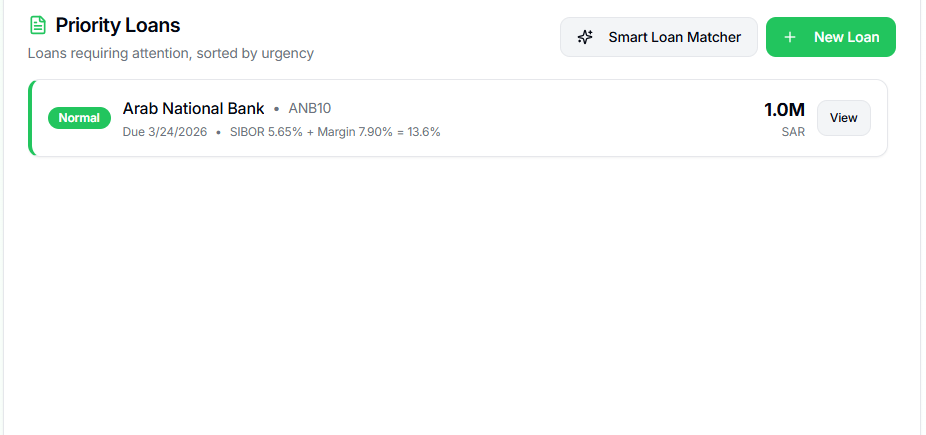 Priority Loans
Loans requiring attention, sorted by urgency
Smart Loan Matcher
New Loan
Normal
Arab National Bank • ANB10
Due 3/24/2026 • SIBOR 5.65% + Margin 7.90% = 13.6%
1.0M
SAR
View